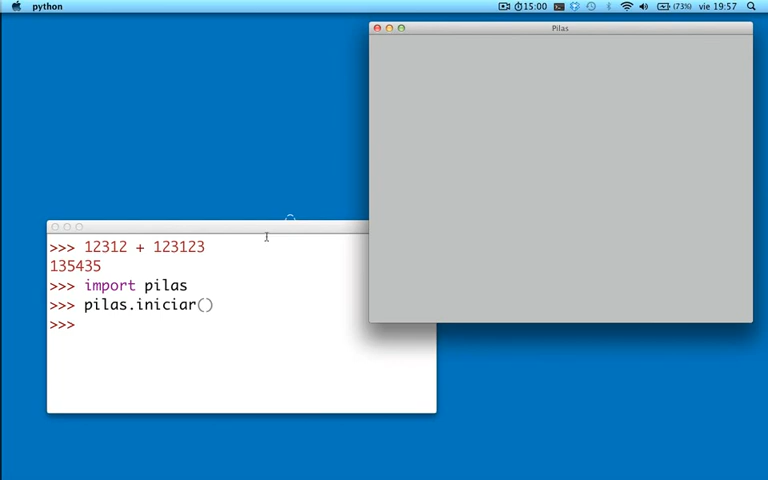 python
15:00
(73%)
vie 19:57
Pilas
>>> 12312 + 123123
135435
>>> import pilas
>>> pilas.iniciar()
>>>